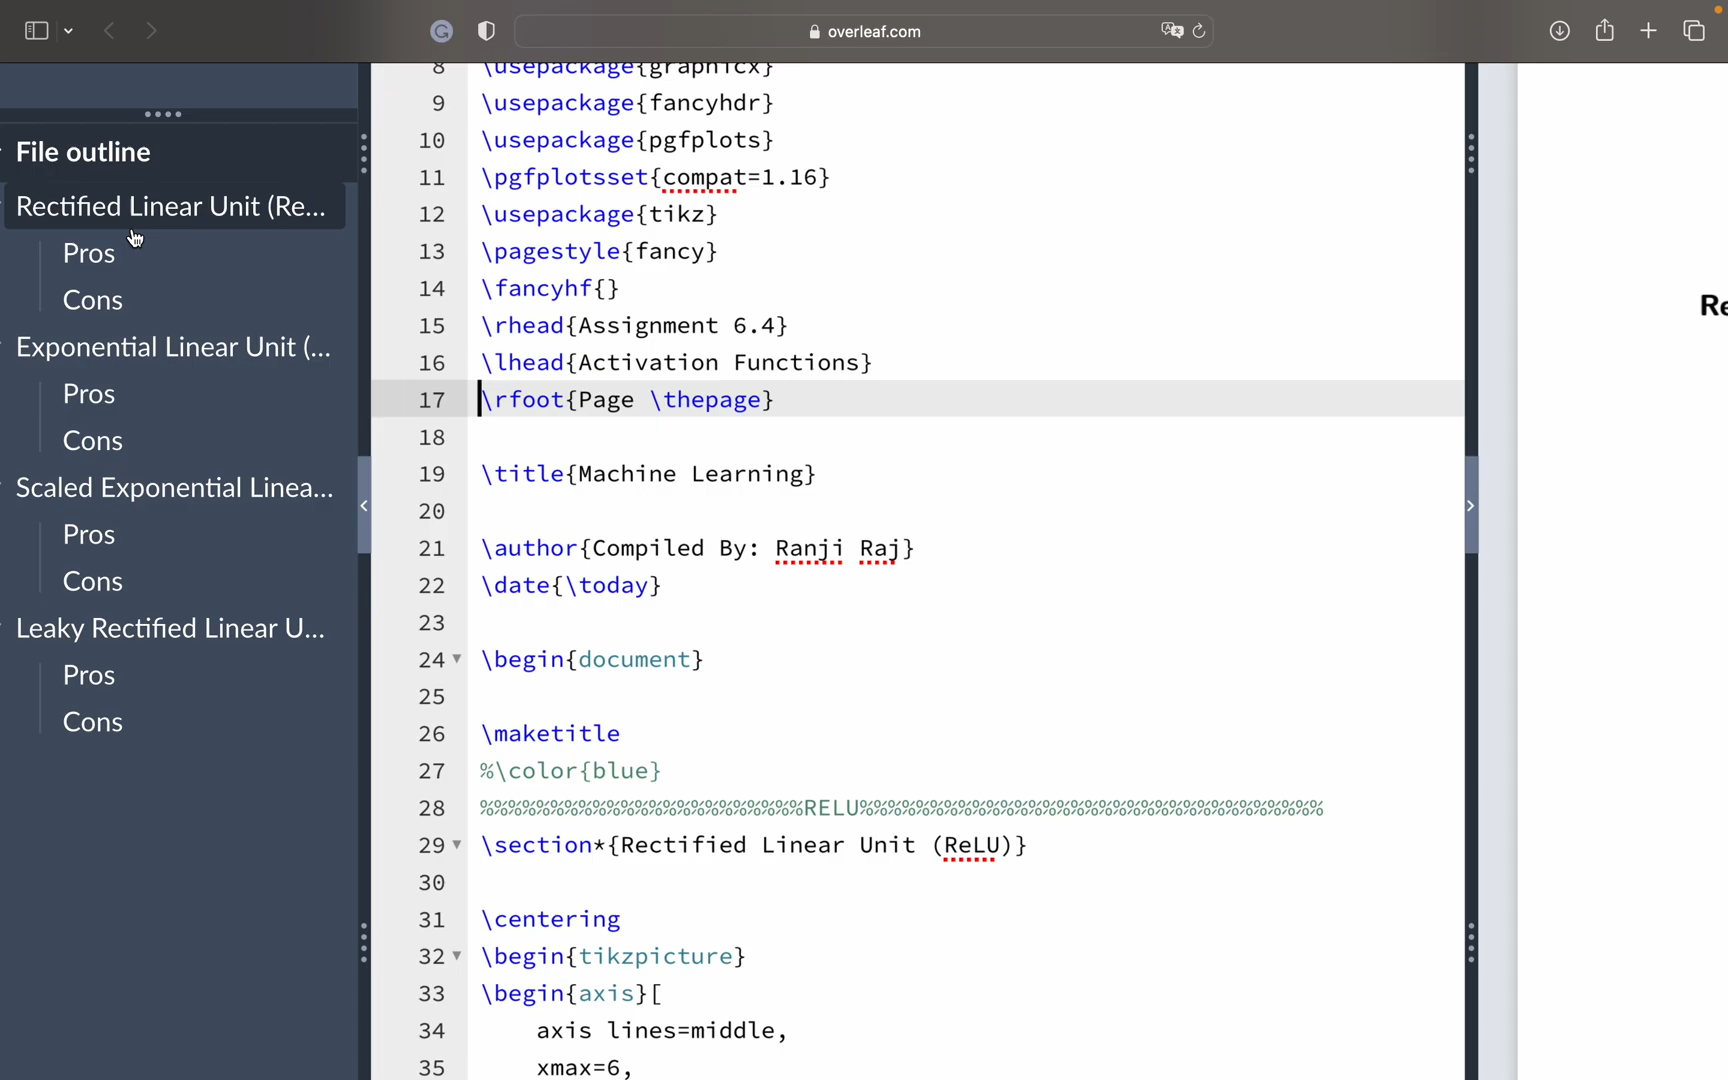 overleaf.com
File outline
Rectified Linear Unit (Re...
Pros
Cons
Exponential Linear Unit (...
Pros
Cons
Scaled Exponential Linea...
Pros
Cons
Leaky Rectified Linear U...
Pros
Cons
8 \usepackage{graphicx}
9 \usepackage{fancyhdr}
10 \usepackage{pgfplots}
11 \pgfplotsset{compat=1.16}
12 \usepackage{tikz}
13 \pagestyle{fancy}
14 \fancyhf{}
15 \rhead{Assignment 6.4}
16 \lhead{Activation Functions}
17 \rfoot{Page \thepage}
18
19 \title{Machine Learning}
20
21 \author{Compiled By: Ranji Raj}
22 \date{\today}
23
24 \begin{document}
25
26 \maketitle
27 %\color{blue}
28 %%%%%%%%%%%%%%%%%%%%%%%RELU%%%%%%%%%%%%%%%%%%%%%%%%%%%%%%%%%
29 \section*{Rectified Linear Unit (ReLU)}
30
31 \centering
32 \begin{tikzpicture}
33 \begin{axis}[
34 axis lines=middle,
35 xmax=6,
Re